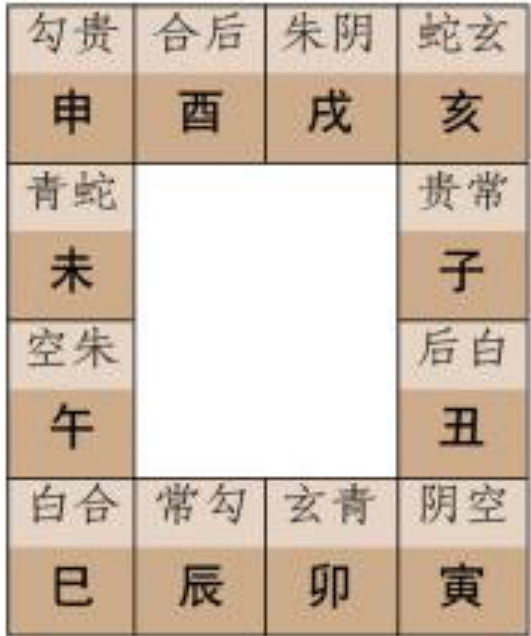 勾贵 合后 朱阴 蛇玄
申 酉 戌 亥
青蛇 贵常
未 子
空朱 后白
午 丑
白合 常勾 玄青 阴空
巳 辰 卯 寅